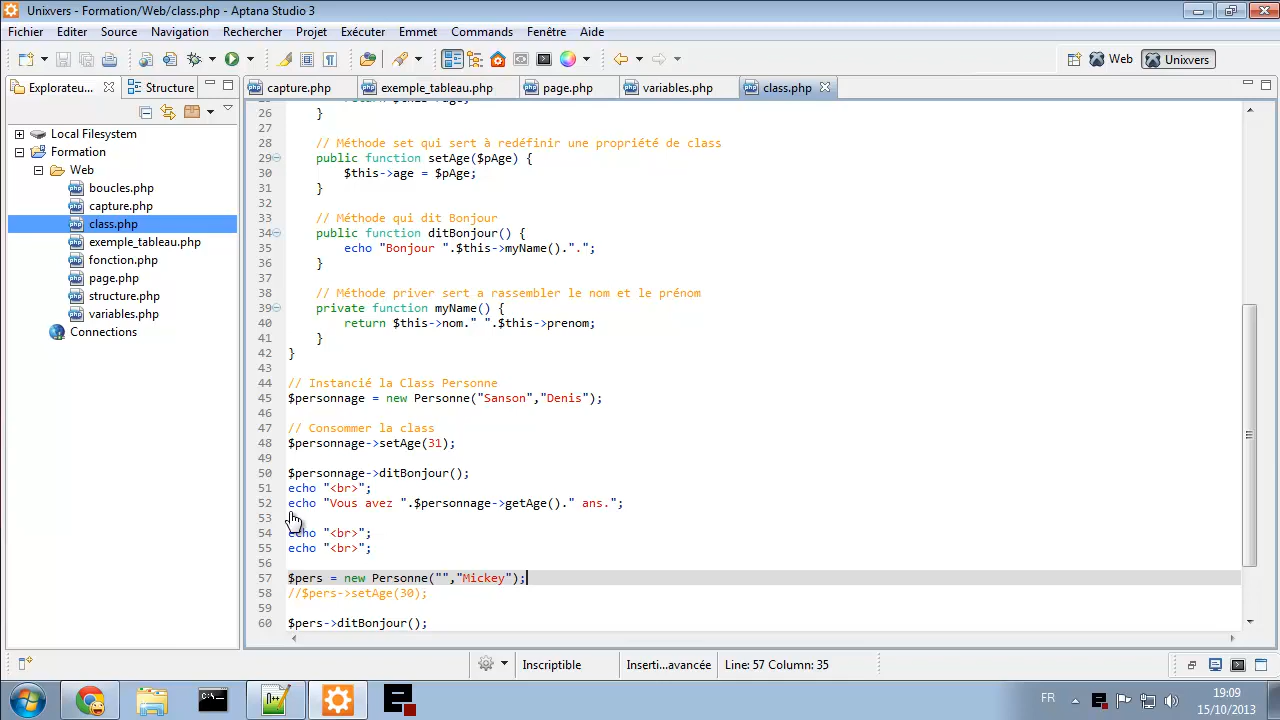 Unixvers - Formation/Web/class.php - Aptana Studio 3
Fichier Editer Source Navigation Rechercher Projet Exécuter Emmet Commands Fenêtre Aide
Web Unixvers
Explorateu... Structure capture.php exemple_tableau.php page.php variables.php class.php
Local Filesystem
Formation
Web
boucles.php
capture.php
class.php
exemple_tableau.php
fonction.php
page.php
structure.php
variables.php
Connections
26 }
27
28 // Méthode set qui sert à redéfinir une propriété de class
29 public function setAge($pAge) {
30 $this->age = $pAge;
31 }
32
33 // Méthode qui dit Bonjour
34 public function ditBonjour() {
35 echo "Bonjour ".$this->myName().".";
36 }
37
38 // Méthode priver sert a rassembler le nom et le prénom
39 private function myName() {
40 return $this->nom." ".$this->prenom;
41 }
42 }
43
44 // Instancié la Class Personne
45 $personnage = new Personne("Sanson","Denis");
46
47 // Consommer la class
48 $personnage->setAge(31);
49
50 $personnage->ditBonjour();
51 echo "<br>";
52 echo "Vous avez ".$personnage->getAge()." ans.";
53
54 echo "<br>";
55 echo "<br>";
56
57 $pers = new Personne("","Mickey");
58 //$pers->setAge(30);
59
60 $pers->ditBonjour();
Inscriptible Inserti...avancée Line: 57 Column: 35
FR 19:09
15/10/2013